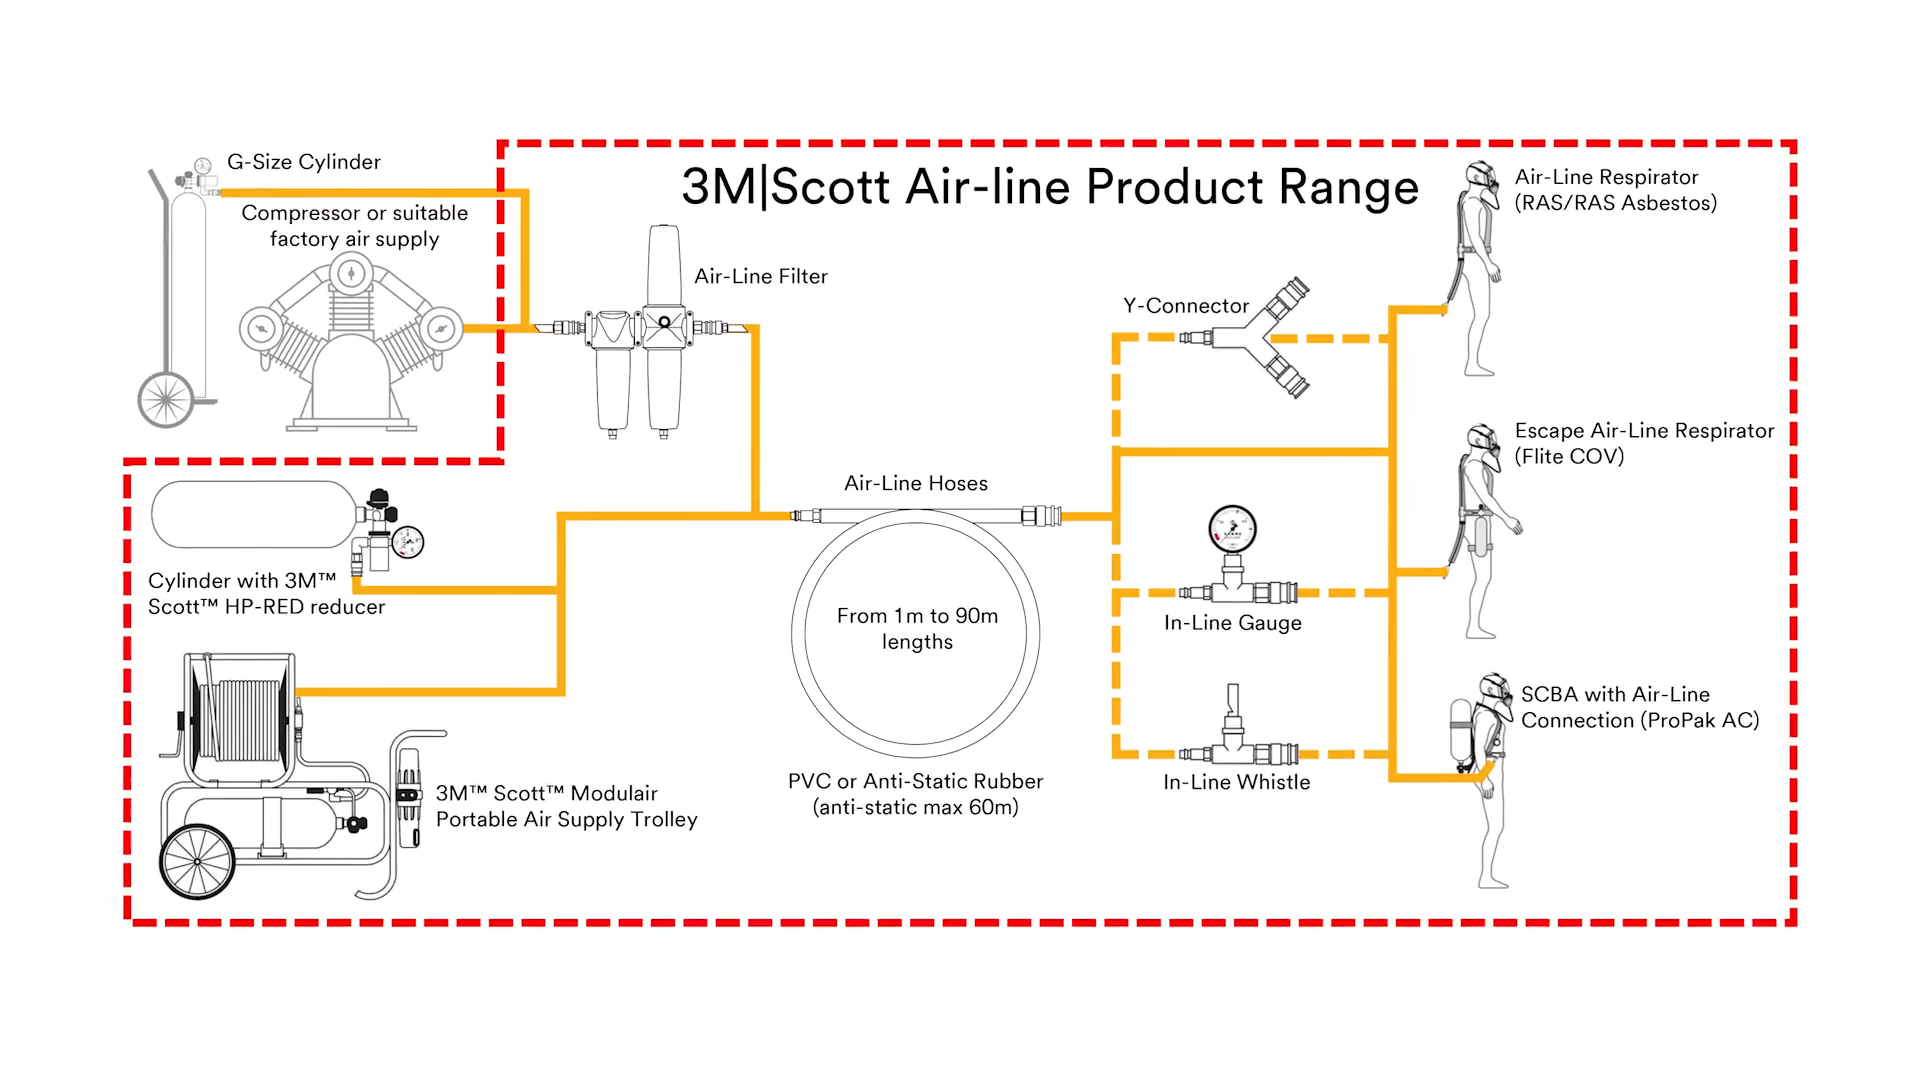 3M|Scott Air-line Product Range
G-Size Cylinder
Compressor or suitable
factory air supply
Air-Line Filter
Cylinder with 3M™
Scott™ HP-RED reducer
3M™ Scott™ Modulair
Portable Air Supply Trolley
Air-Line Hoses
From 1m to 90m
lengths
PVC or Anti-Static Rubber
(anti-static max 60m)
Y-Connector
In-Line Gauge
In-Line Whistle
Air-Line Respirator
(RAS/RAS Asbestos)
Escape Air-Line Respirator
(Flite COV)
SCBA with Air-Line
Connection (ProPak AC)